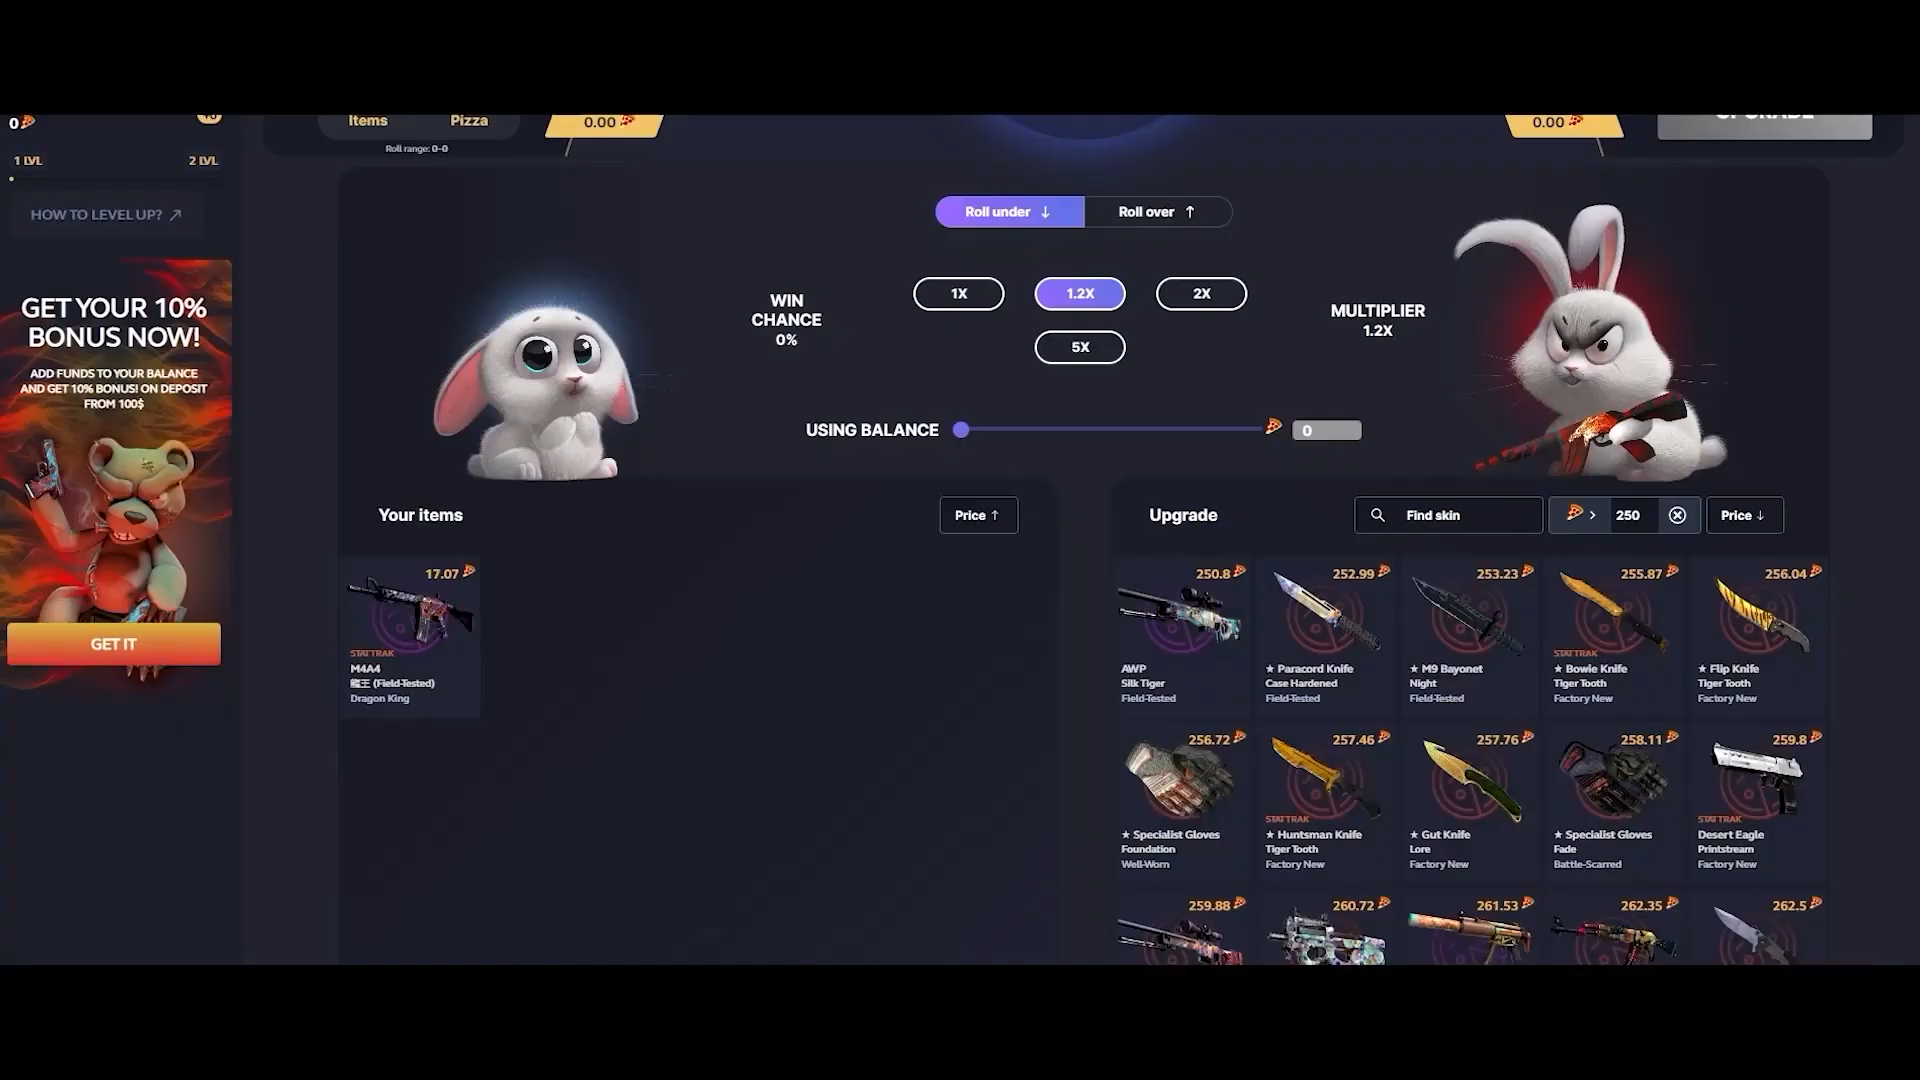 0
1 LVL
2 LVL
HOW TO LEVEL UP?
GET YOUR 10%
BONUS NOW!
ADD FUNDS TO YOUR BALANCE
AND GET 10% BONUS! ON DEPOSIT
FROM 100$
GET IT
Items
Pizza
Roll range: 0-0
0.00
0.00
UPGRADE
Roll under ↓
Roll over ↑
WIN
CHANCE
0%
1X
1.2X
2X
5X
MULTIPLIER
1.2X
USING BALANCE
0
Your items
Price ↑
17.07
STATTRAK
M4A4
龍王 (Field-Tested)
Dragon King
Upgrade
Find skin
> 250
Price ↓
250.8
AWP
Silk Tiger
Field-Tested
252.99
★ Paracord Knife
Case Hardened
Field-Tested
253.23
★ M9 Bayonet
Night
Field-Tested
255.87
STATTRAK
★ Bowie Knife
Tiger Tooth
Factory New
256.04
★ Flip Knife
Tiger Tooth
Factory New
256.72
★ Specialist Gloves
Foundation
Well-Worn
257.46
STATTRAK
★ Huntsman Knife
Tiger Tooth
Factory New
257.76
★ Gut Knife
Lore
Factory New
258.11
★ Specialist Gloves
Fade
Battle-Scarred
259.8
STATTRAK
Desert Eagle
Printstream
Factory New
259.88
260.72
261.53
262.35
262.5